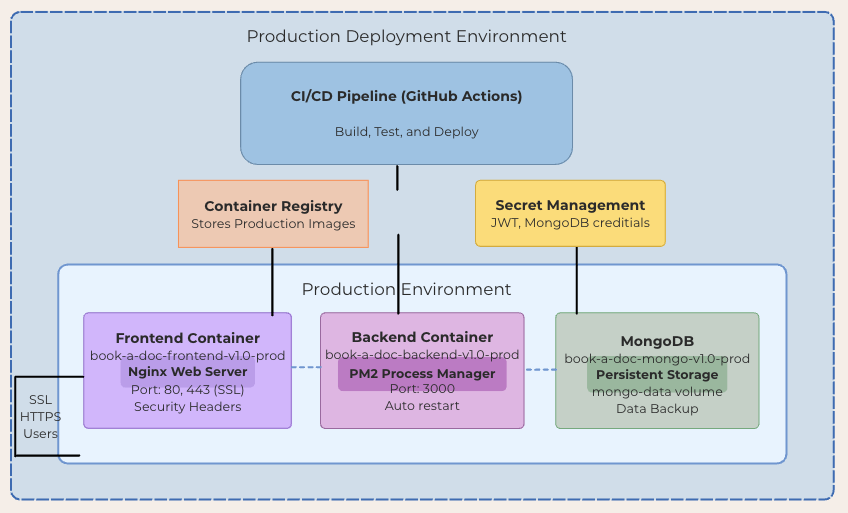 Production Deployment Environment
CI/CD Pipeline (GitHub Actions)
Build, Test, and Deploy
Container Registry
Stores Production Images
Secret Management
JWT, MongoDB creditials
Production Environment
Frontend Container
book-a-doc-frontend-v1.0-prod
Nginx Web Server
Port: 80, 443 (SSL)
Security Headers
Backend Container
book-a-doc-backend-v1.0-prod
PM2 Process Manager
Port: 3000
Auto restart
MongoDB
book-a-doc-mongo-v1.0-prod
Persistent Storage
mongo-data volume
Data Backup
SSL
HTTPS
Users